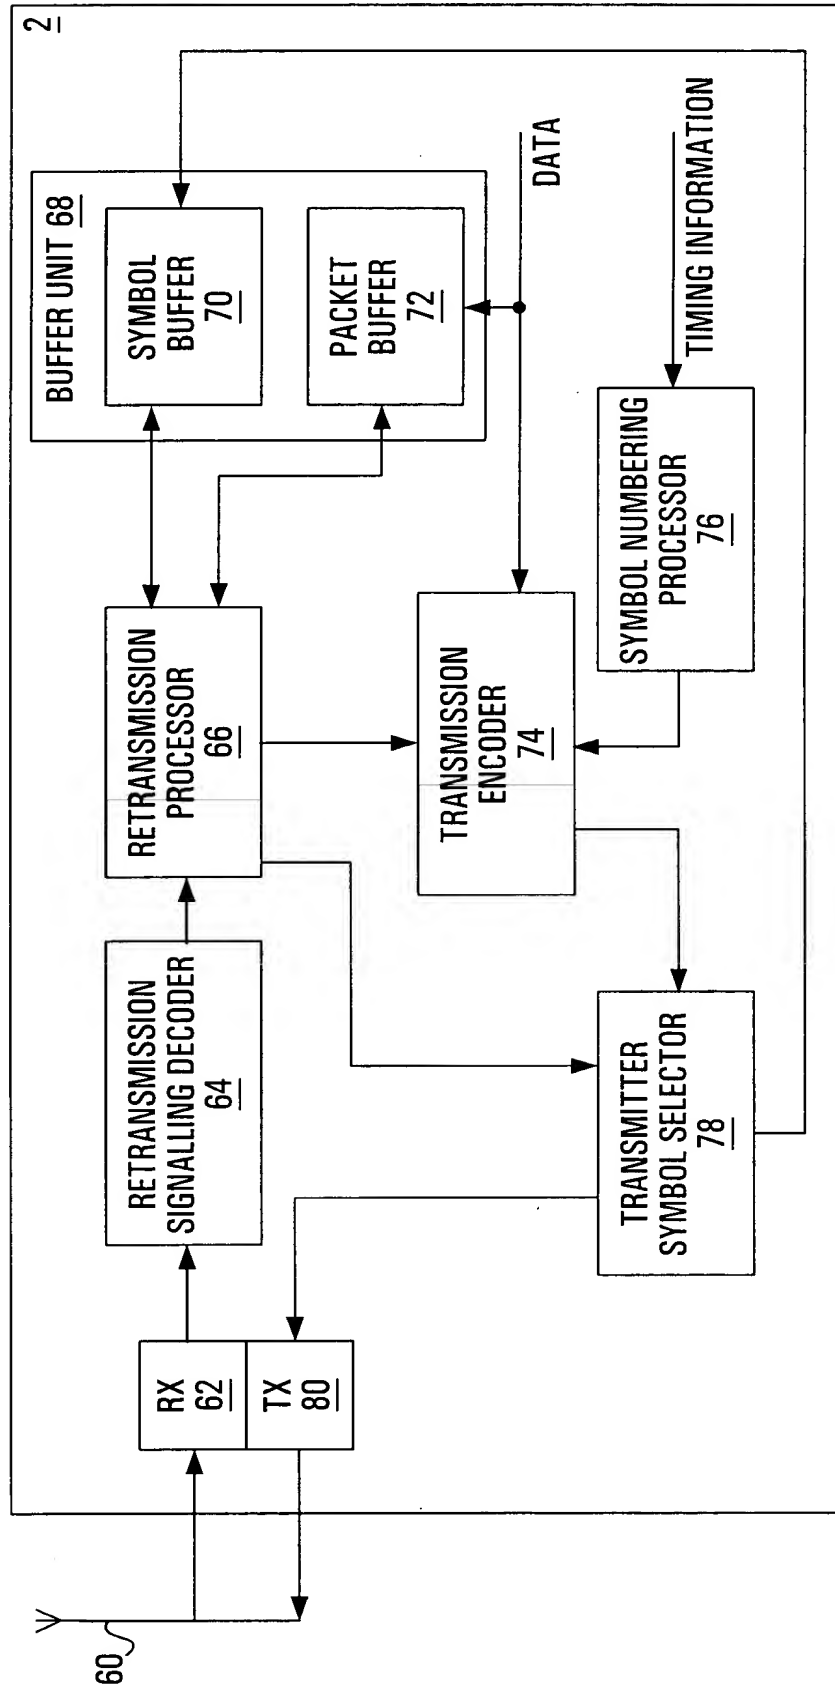 2
60
RX
62
TX
80
RETRANSMISSION
SIGNALLING DECODER
64
RETRANSMISSION
PROCESSOR
66
BUFFER UNIT 68
SYMBOL
BUFFER
70
PACKET
BUFFER
72
TRANSMISSION
ENCODER
74
DATA
TRANSMITTER
SYMBOL SELECTOR
78
SYMBOL NUMBERING
PROCESSOR
76
TIMING INFORMATION